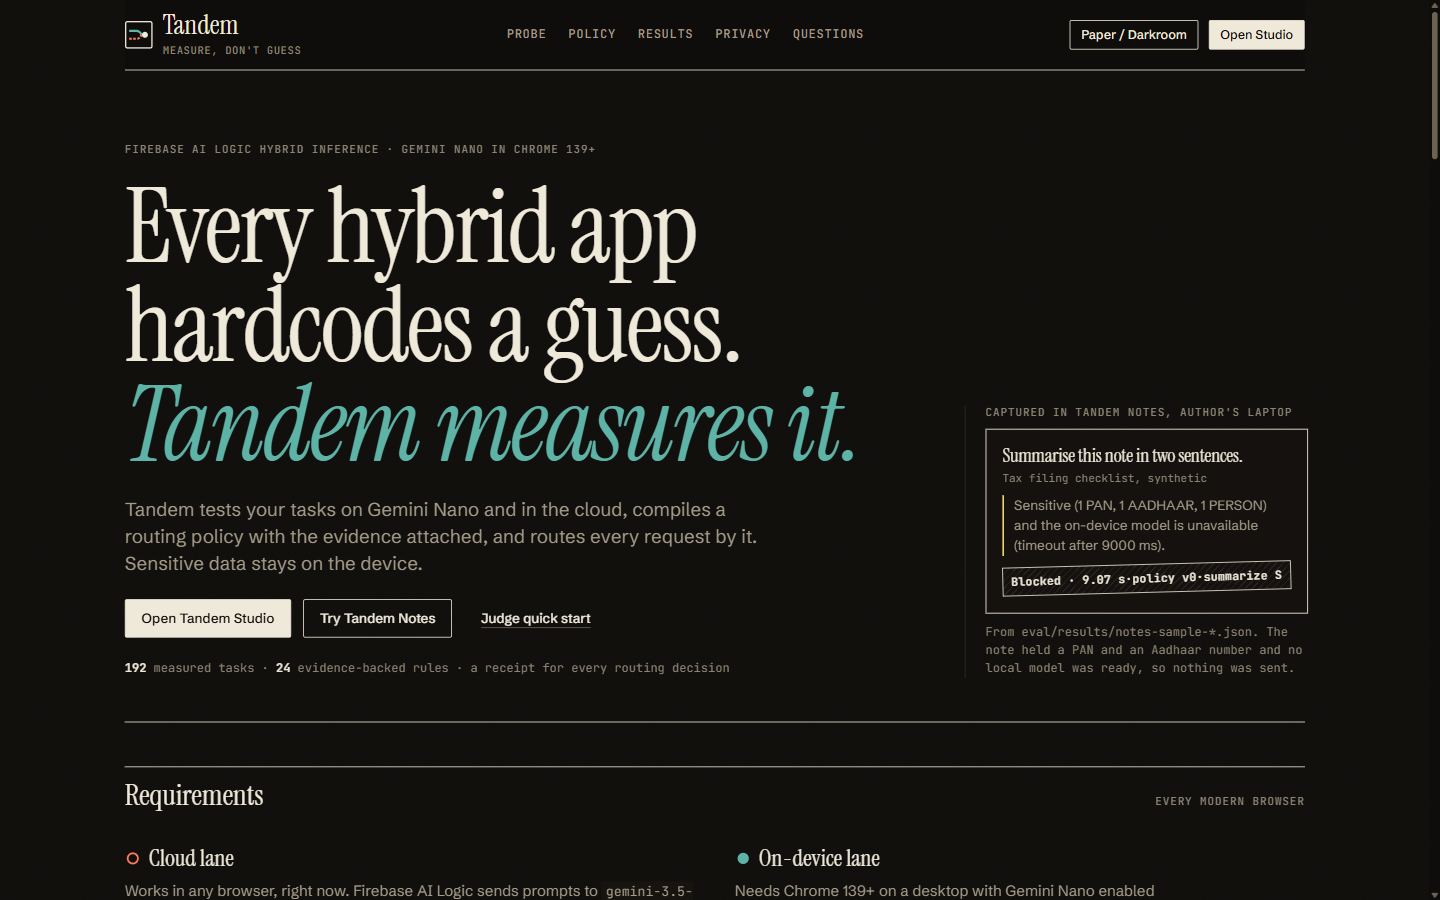 Tandem
MEASURE, DON'T GUESS
PROBE POLICY RESULTS PRIVACY QUESTIONS
Paper / Darkroom
Open Studio
FIREBASE AI LOGIC HYBRID INFERENCE · GEMINI NANO IN CHROME 139+
Every hybrid app
hardcodes a guess.
Tandem measures it.
Tandem tests your tasks on Gemini Nano and in the cloud, compiles a
routing policy with the evidence attached, and routes every request by it.
Sensitive data stays on the device.
Open Tandem Studio
Try Tandem Notes
Judge quick start
192 measured tasks · 24 evidence-backed rules · a receipt for every routing decision
CAPTURED IN TANDEM NOTES, AUTHOR'S LAPTOP
Summarise this note in two sentences.
Tax filing checklist, synthetic
Sensitive (1 PAN, 1 AADHAAR, 1 PERSON)
and the on-device model is unavailable
(timeout after 9000 ms).
Blocked · 9.07 s·policy v0·summarize S
From eval/results/notes-sample-*.json. The
note held a PAN and an Aadhaar number and no
local model was ready, so nothing was sent.
Requirements
EVERY MODERN BROWSER
Cloud lane
Works in any browser, right now. Firebase AI Logic sends prompts to gemini-3.5-
On-device lane
Needs Chrome 139+ on a desktop with Gemini Nano enabled